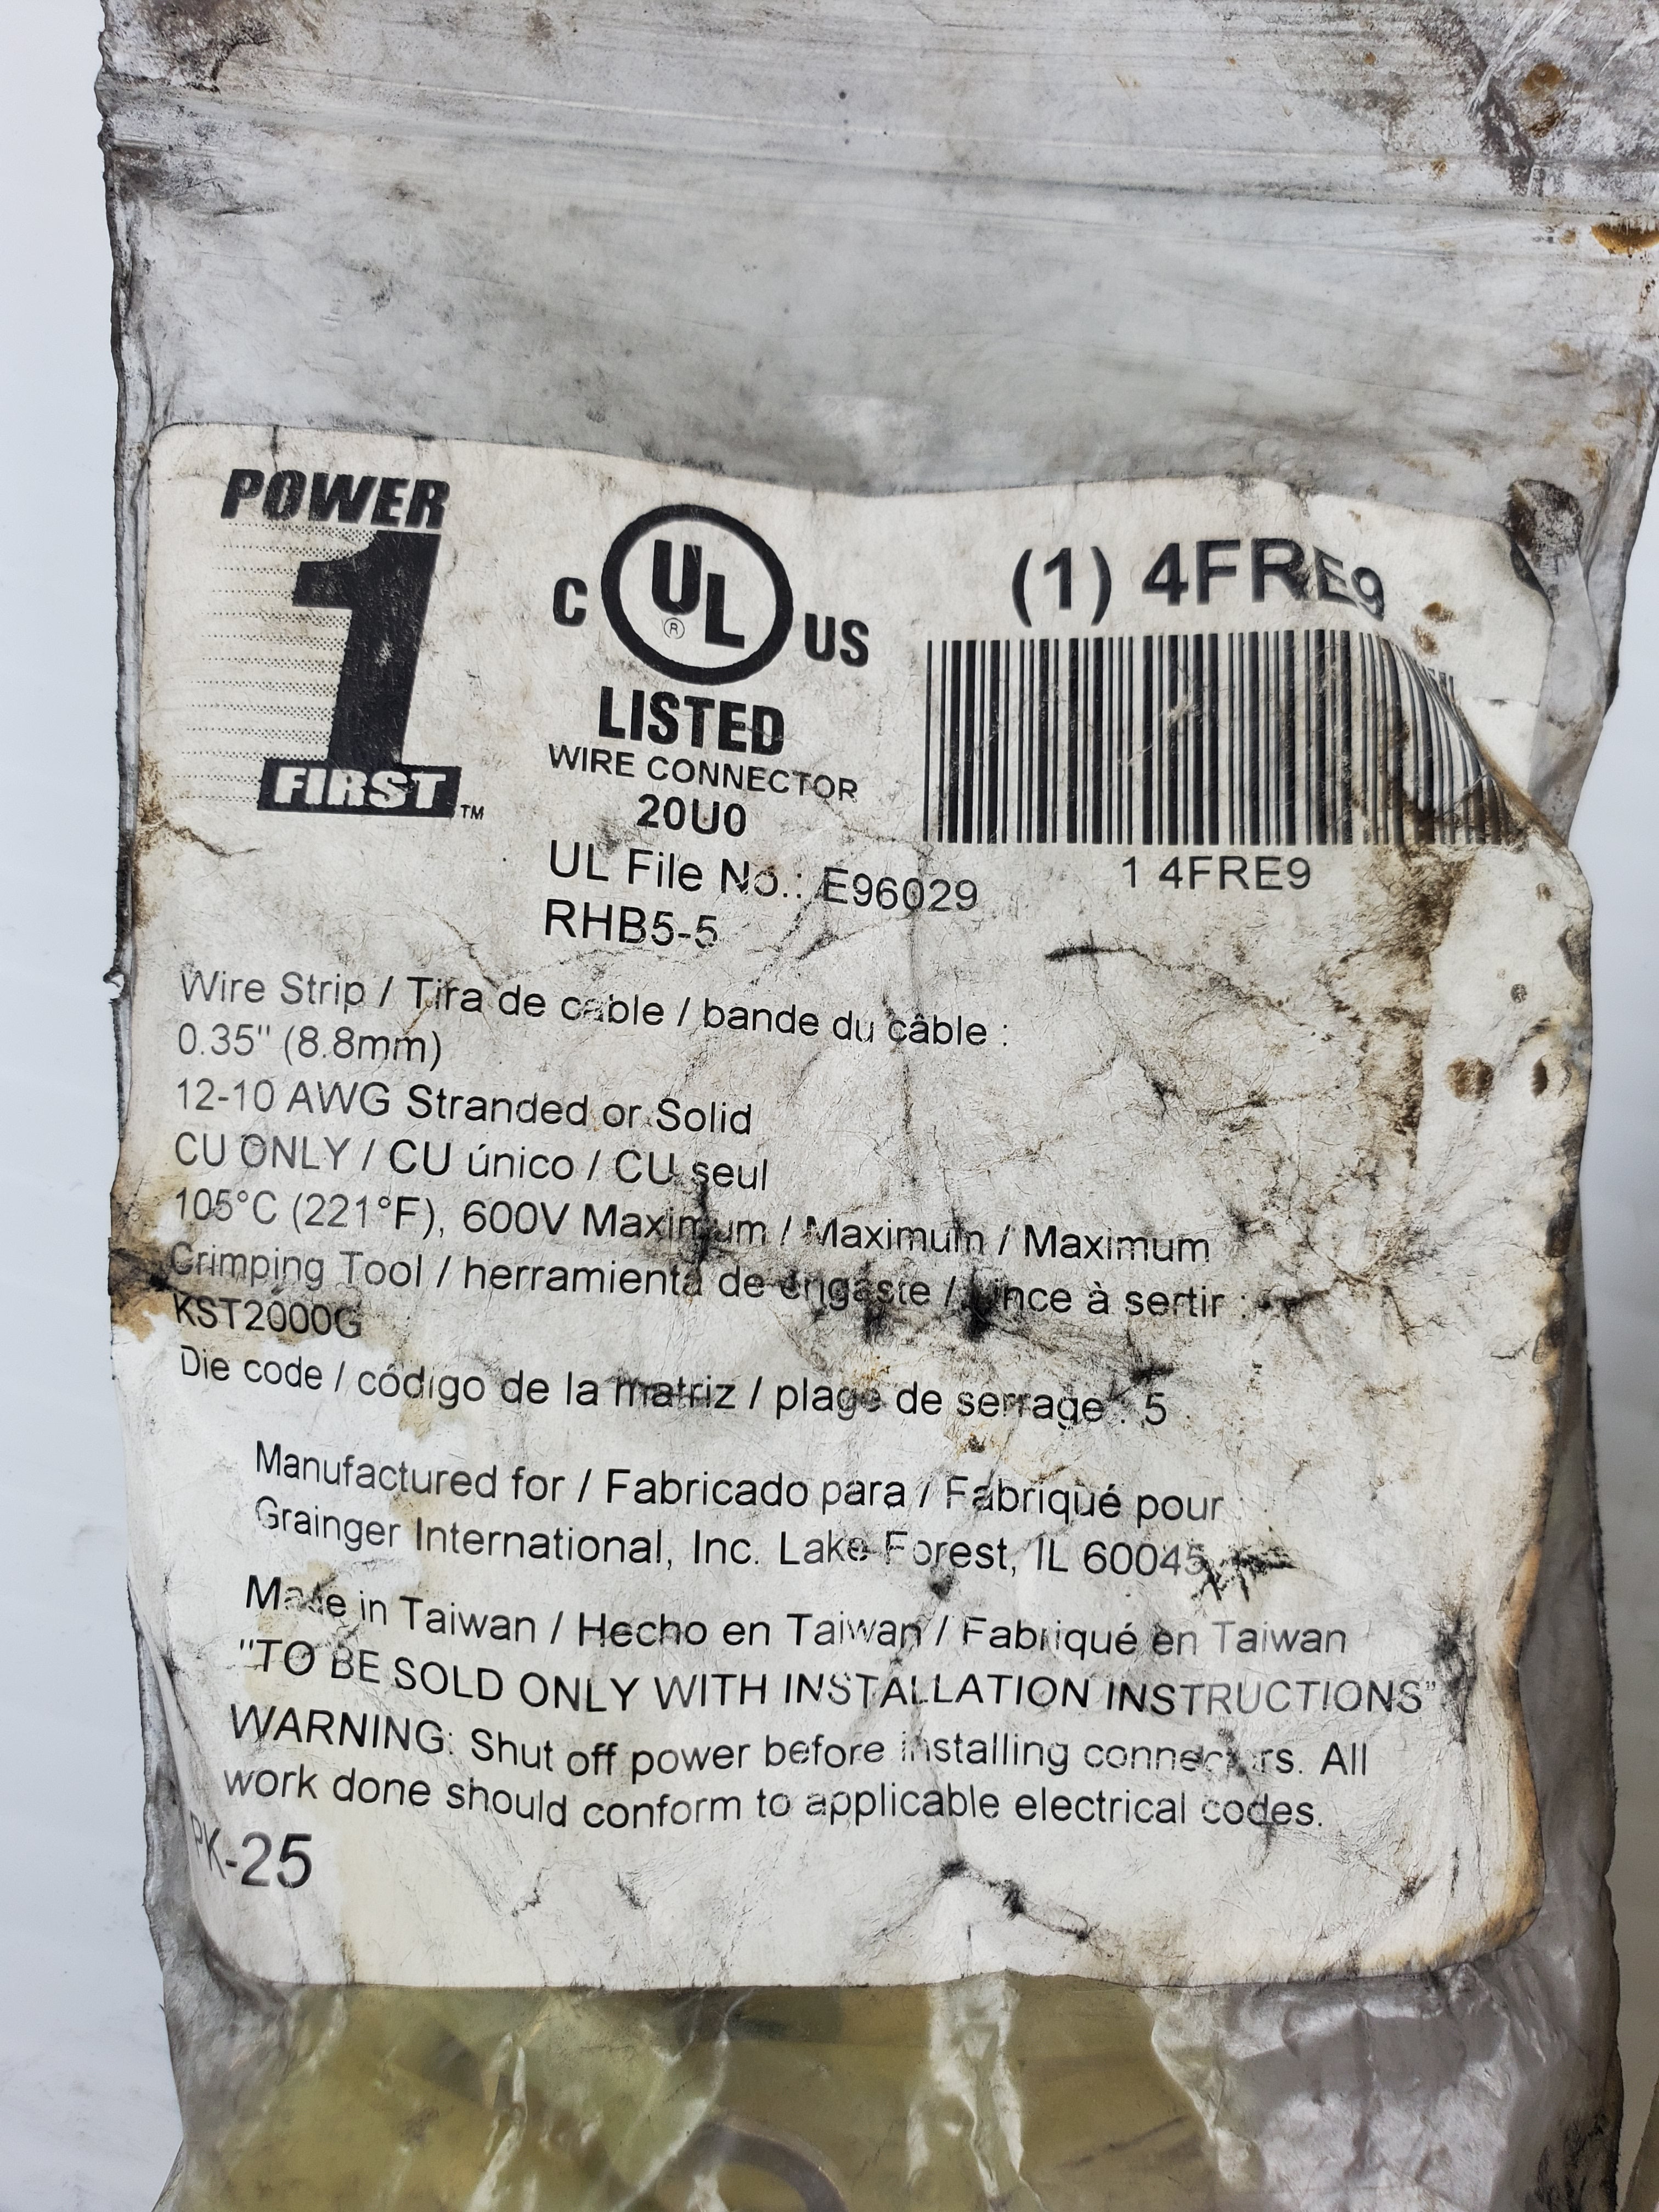 POWER
1
FIRST™
C UL® US
LISTED
WIRE CONNECTOR
20U0
UL File No.: E96029
RHB5-5
(1) 4FRE9
1 4FRE9
Wire Strip / Tira de cable / bande du câble :
0.35" (8.8mm)
12-10 AWG Stranded or Solid
CU ONLY / CU único / CU seul
105°C (221°F), 600V Maximum / Maximum / Maximum
Crimping Tool / herramienta de engaste / pince à sertir :
KST2000G
Die code / código de la matriz / plage de serrage : 5
Manufactured for / Fabricado para / Fabriqué pour
Grainger International, Inc. Lake Forest, IL 60045
Made in Taiwan / Hecho en Taiwan / Fabriqué en Taiwan
"TO BE SOLD ONLY WITH INSTALLATION INSTRUCTIONS"
WARNING: Shut off power before installing connectors. All
work done should conform to applicable electrical codes.
PK-25